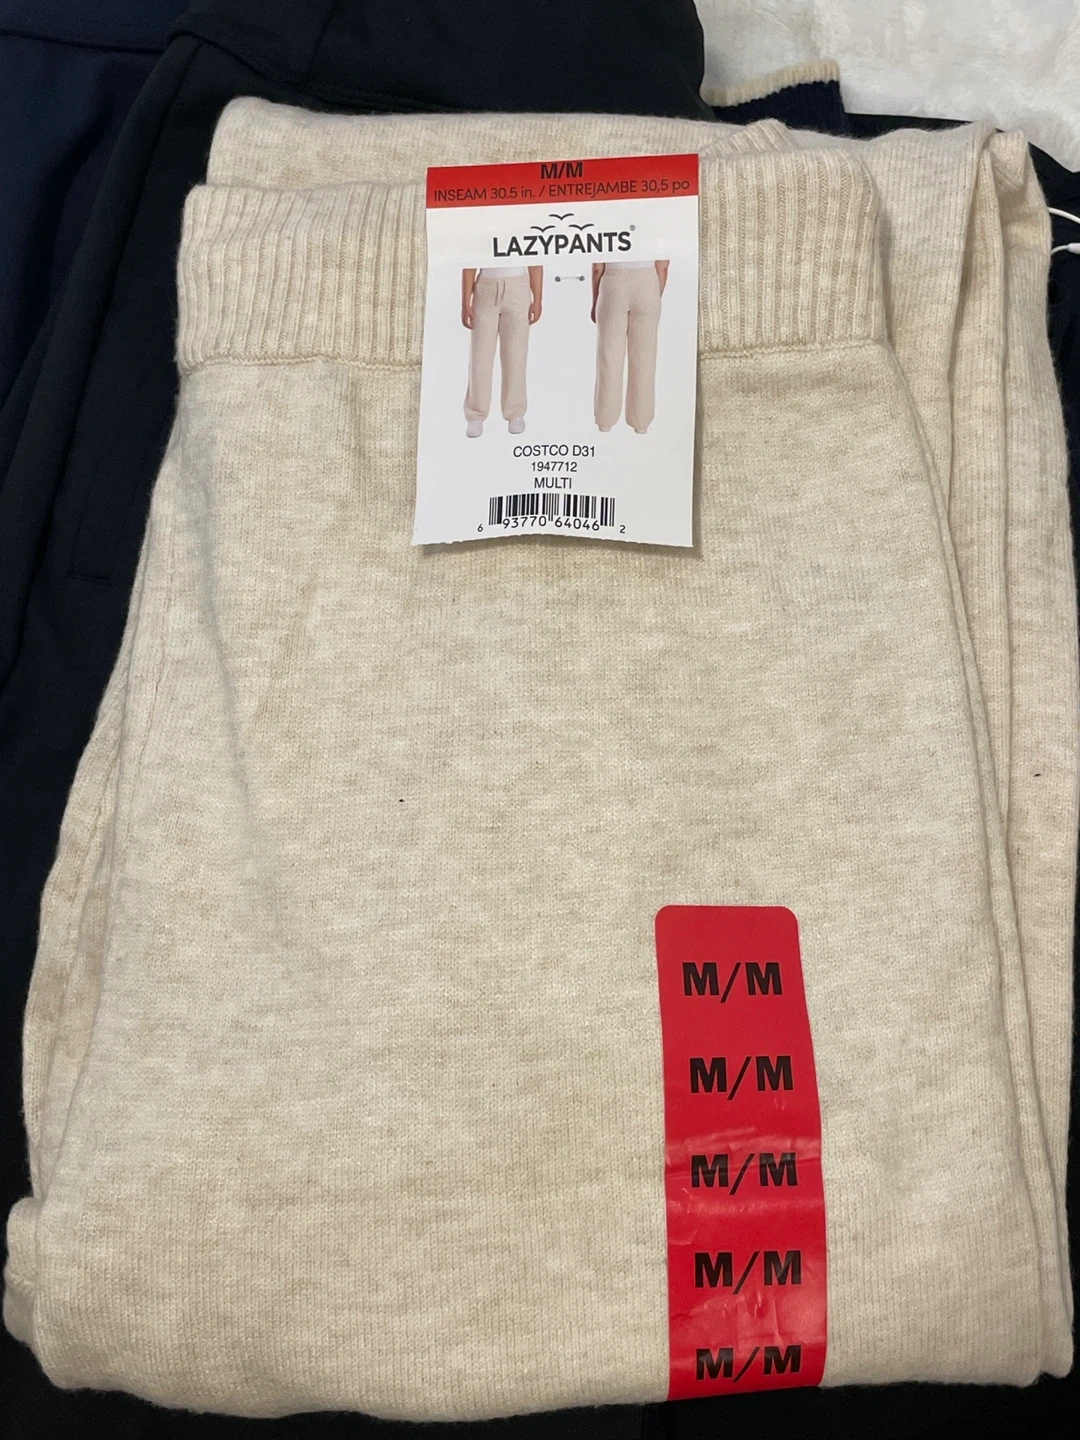 M/M
INSEAM 30.5 in. / ENTREJAMBE 30,5 po
LAZYPANTS®
COSTCO D31
1947712
MULTI
6 93770 64046 2
M/M
M/M
M/M
M/M
M/M